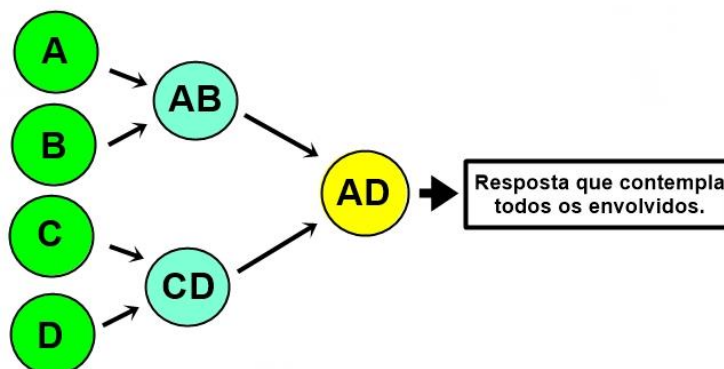 A
B
C
D
AB
CD
AD
Resposta que contempla
todos os envolvidos.